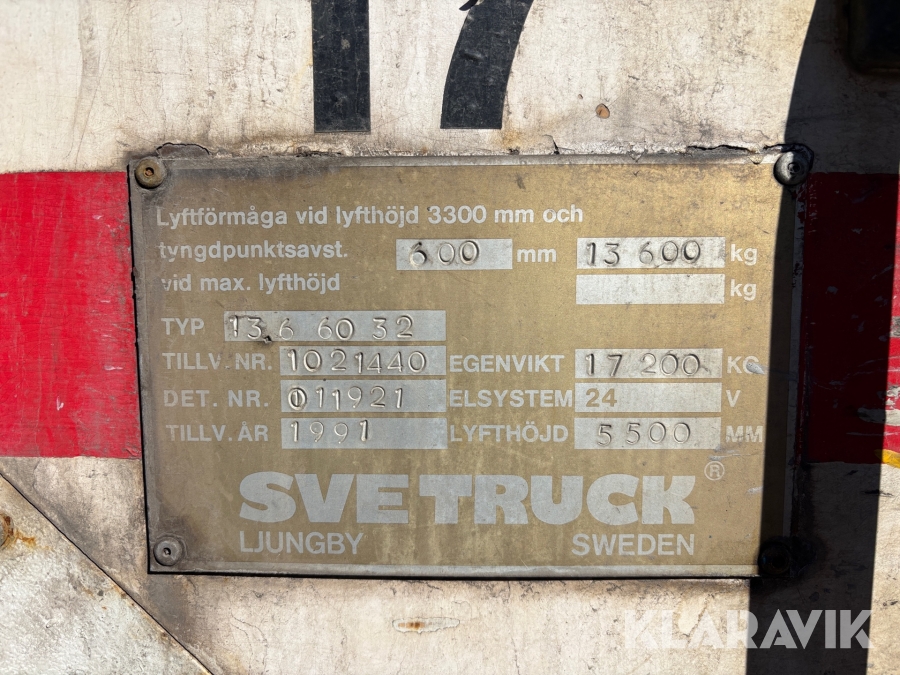 17
Lyftförmåga vid lyfthöjd 3300 mm och
tyngdpunktsavst. 600 mm 13 600 kg
vid max. lyfthöjd kg
TYP 13.6 60 32
TILLV. NR. 1021440 EGENVIKT 17 200 KG
DET. NR. 011921 ELSYSTEM 24 V
TILLV. ÅR 1991 LYFTHÖJD 5500 MM
SVETRUCK®
LJUNGBY SWEDEN
KLARAVIK